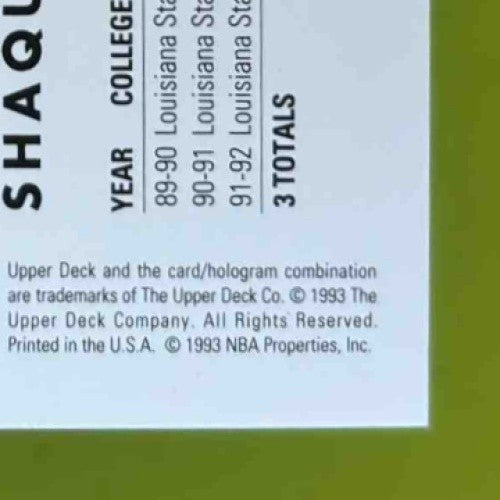 SHAQU
YEAR COLLEGE
89-90 Louisiana Sta
90-91 Louisiana Sta
91-92 Louisiana Sta
3 TOTALS
Upper Deck and the card/hologram combination
are trademarks of The Upper Deck Co. © 1993 The
Upper Deck Company. All Rights Reserved.
Printed in the U.S.A. © 1993 NBA Properties, Inc.